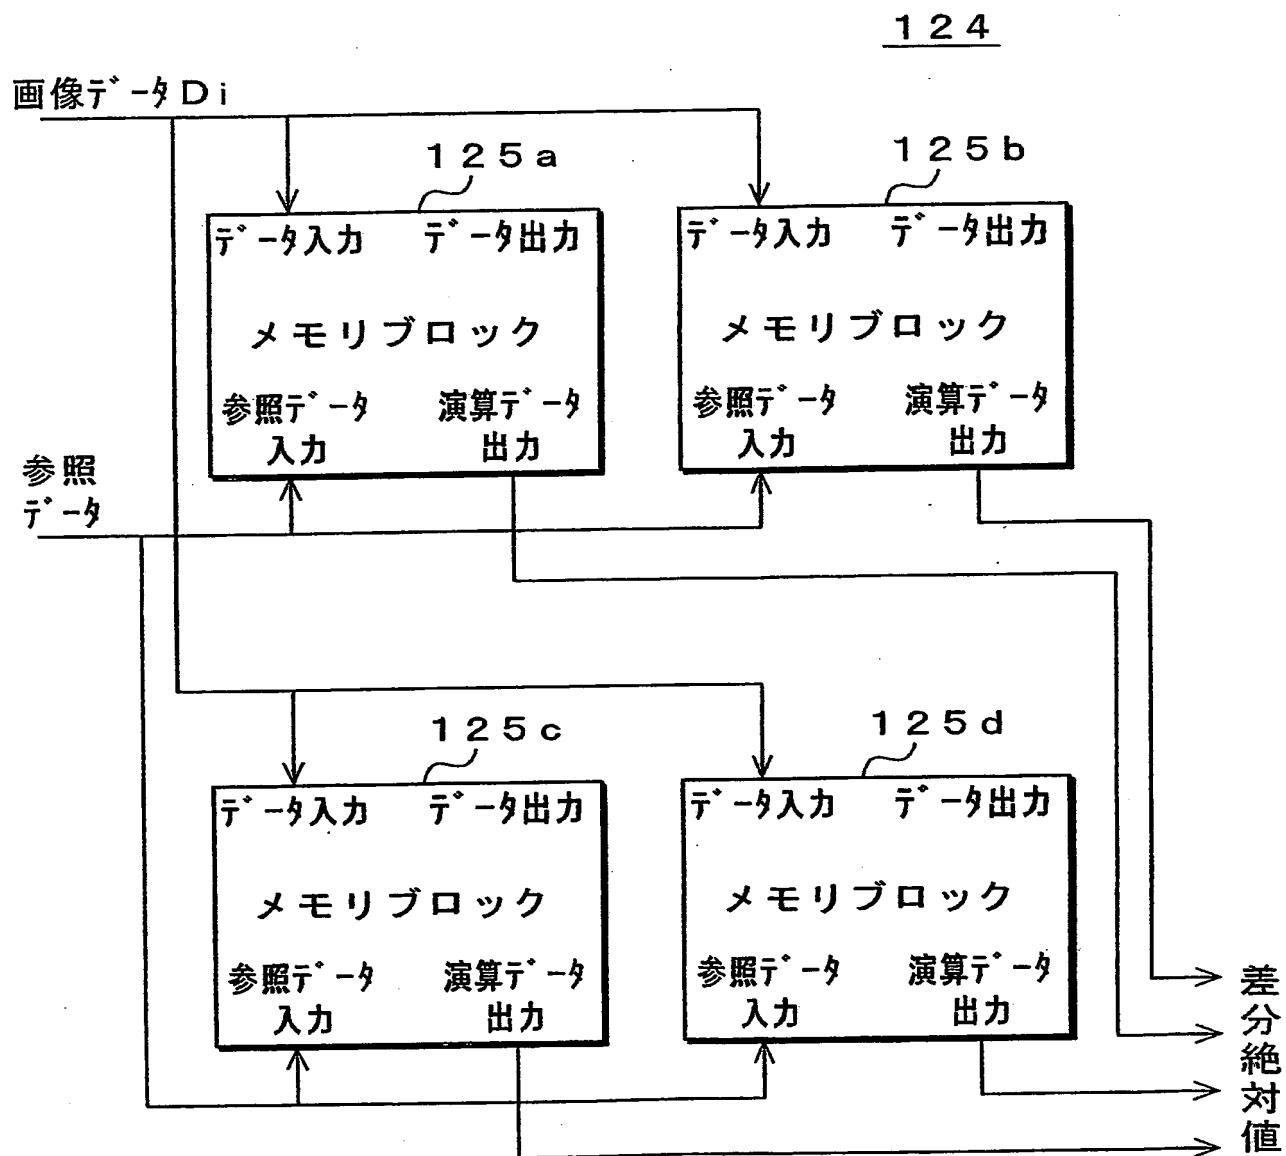 124
画像データDi
125a
125b
データ入力 データ出力
メモリブロック
参照データ 演算データ
入力 出力
データ入力 データ出力
メモリブロック
参照データ 演算データ
入力 出力
参照
データ
125c
125d
データ入力 データ出力
メモリブロック
参照データ 演算データ
入力 出力
データ入力 データ出力
メモリブロック
参照データ 演算データ
入力 出力
差分絶対値